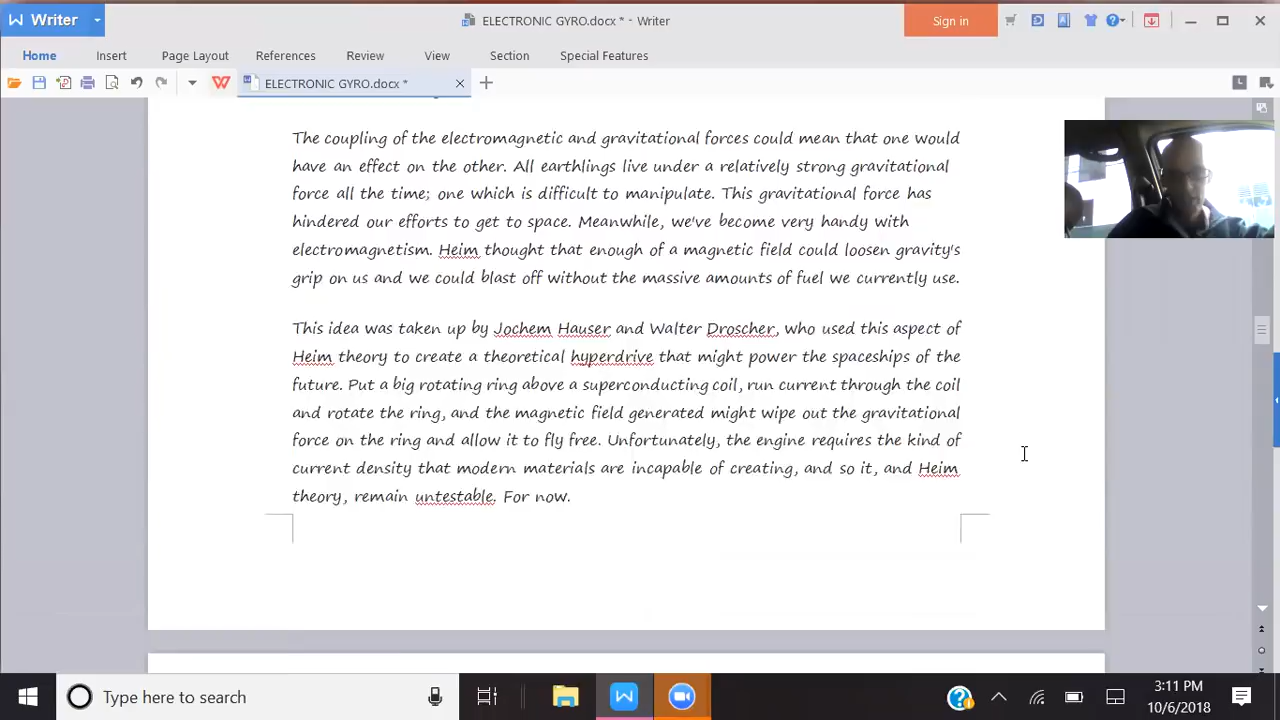 Writer
ELECTRONIC GYRO.docx * - Writer
Sign in
Home Insert Page Layout References Review View Section Special Features
ELECTRONIC GYRO.docx *
The coupling of the electromagnetic and gravitational forces could mean that one would
have an effect on the other. All earthlings live under a relatively strong gravitational
force all the time; one which is difficult to manipulate. This gravitational force has
hindered our efforts to get to space. Meanwhile, we've become very handy with
electromagnetism. Heim thought that enough of a magnetic field could loosen gravity's
grip on us and we could blast off without the massive amounts of fuel we currently use.
This idea was taken up by Jochem Hauser and Walter Droscher, who used this aspect of
Heim theory to create a theoretical hyperdrive that might power the spaceships of the
future. Put a big rotating ring above a superconducting coil, run current through the coil
and rotate the ring, and the magnetic field generated might wipe out the gravitational
force on the ring and allow it to fly free. Unfortunately, the engine requires the kind of
current density that modern materials are incapable of creating, and so it, and Heim
theory, remain untestable. For now.
Type here to search
3:11 PM
10/6/2018